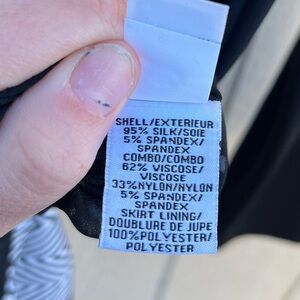 SHELL/EXTERIEUR
95% SILK/SOIE
5% SPANDEX/
SPANDEX
COMBO/COMBO
62% VISCOSE/
VISCOSE
33%NYLON/NYLON
5% SPANDEX/
SPANDEX
SKIRT LINING/
DOUBLURE DE JUPE
100%POLYESTER/
POLYESTER